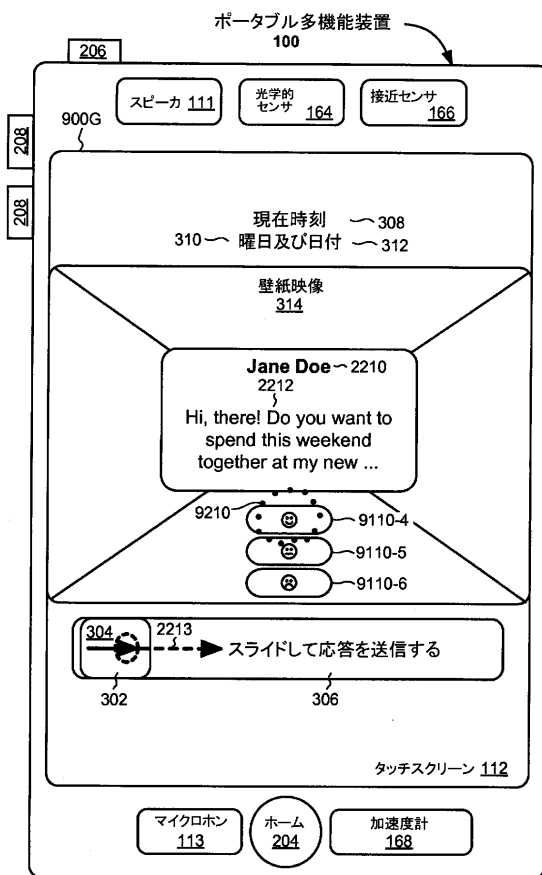 ポータブル多機能装置
100
206
スピーカ 111
光学的
センサ 164
接近センサ
166
900G
208
208
現在時刻 308
310 曜日及び日付 312
壁紙映像
314
Jane Doe 2210
2212
Hi, there! Do you want to
spend this weekend
together at my new ...
9210
9110-4
9110-5
9110-6
304
2213
スライドして応答を送信する
302
306
タッチスクリーン 112
マイクロホン
113
ホーム
204
加速度計
168